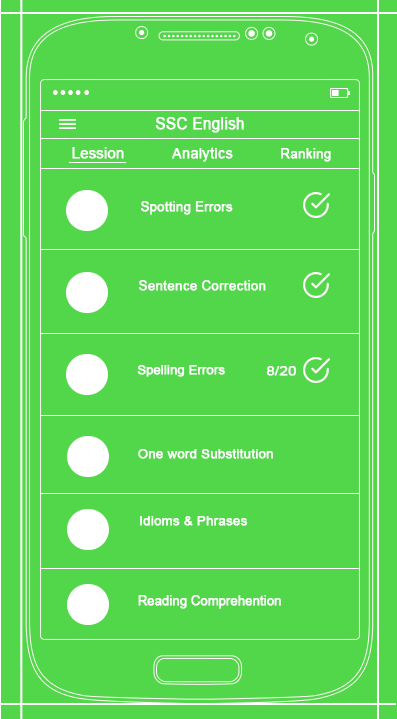 SSC English
Lession Analytics Ranking
Spotting Errors
Sentence Correction
Spelling Errors 8/20
One word Substitution
Idioms & Phrases
Reading Comprehention